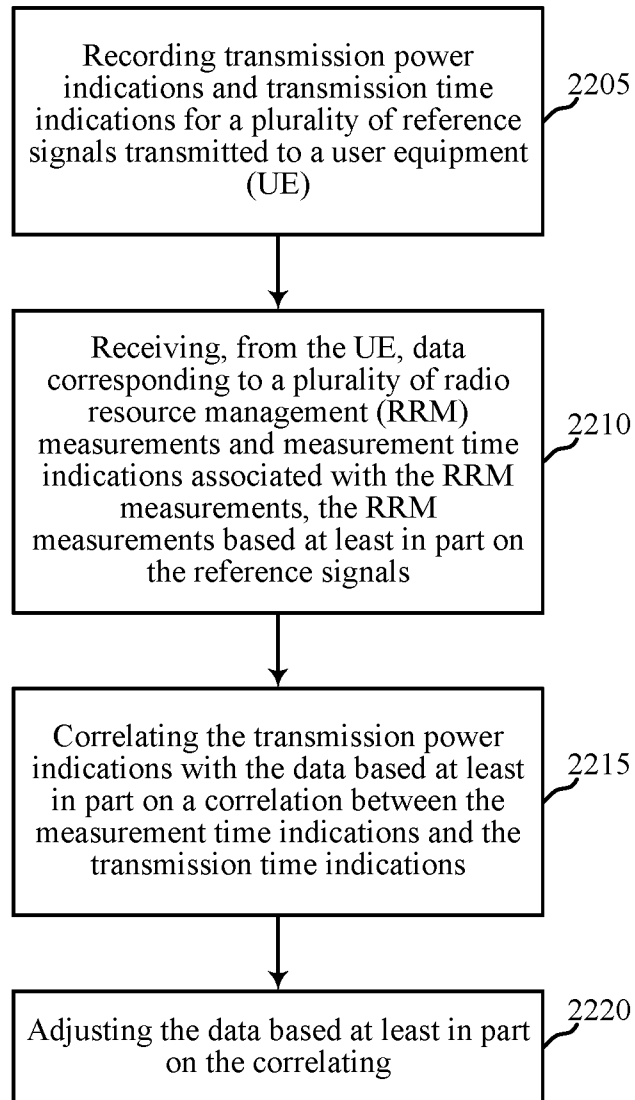 Recording transmission power
indications and transmission time
indications for a plurality of reference
signals transmitted to a user equipment
(UE)
2205
Receiving, from the UE, data
corresponding to a plurality of radio
resource management (RRM)
measurements and measurement time
indications associated with the RRM
measurements, the RRM
measurements based at least in part on
the reference signals
2210
Correlating the transmission power
indications with the data based at least
in part on a correlation between the
measurement time indications and the
transmission time indications
2215
Adjusting the data based at least in part
on the correlating
2220